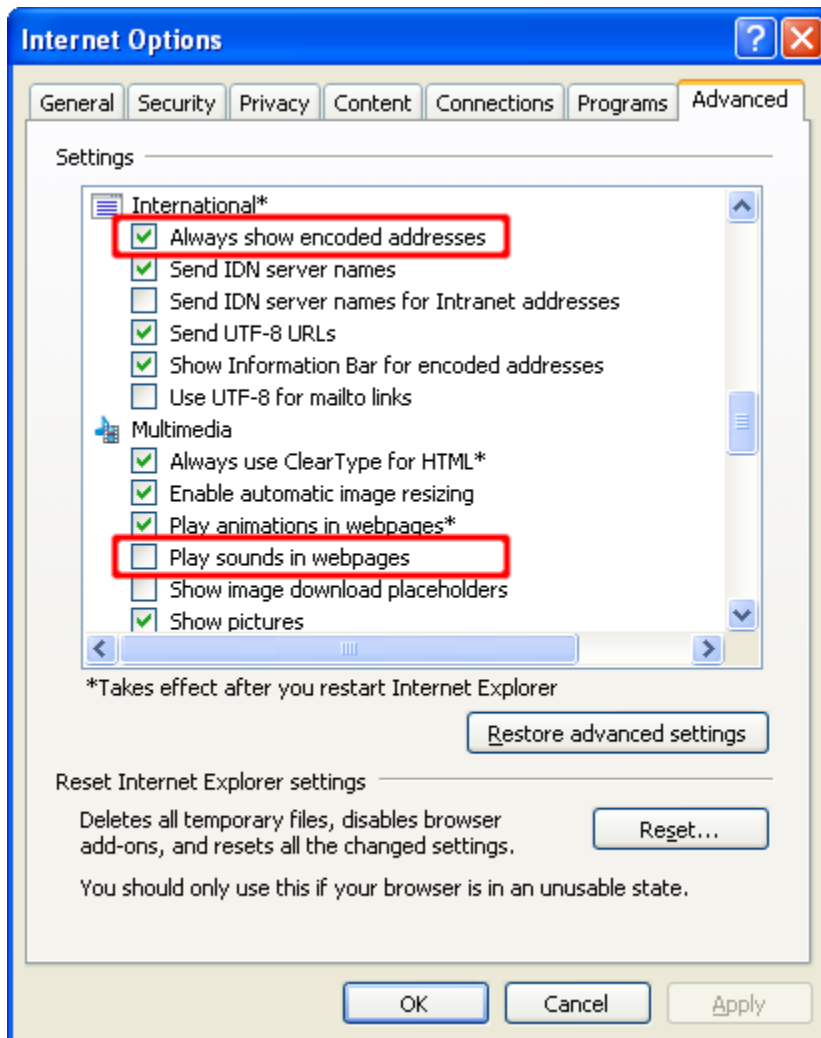 Internet Options
General Security Privacy Content Connections Programs Advanced
Settings
International*
Always show encoded addresses
Send IDN server names
Send IDN server names for Intranet addresses
Send UTF-8 URLs
Show Information Bar for encoded addresses
Use UTF-8 for mailto links
Multimedia
Always use ClearType for HTML*
Enable automatic image resizing
Play animations in webpages*
Play sounds in webpages
Show image download placeholders
Show pictures
*Takes effect after you restart Internet Explorer
Restore advanced settings
Reset Internet Explorer settings
Deletes all temporary files, disables browser
add-ons, and resets all the changed settings.
Reset...
You should only use this if your browser is in an unusable state.
OK Cancel Apply